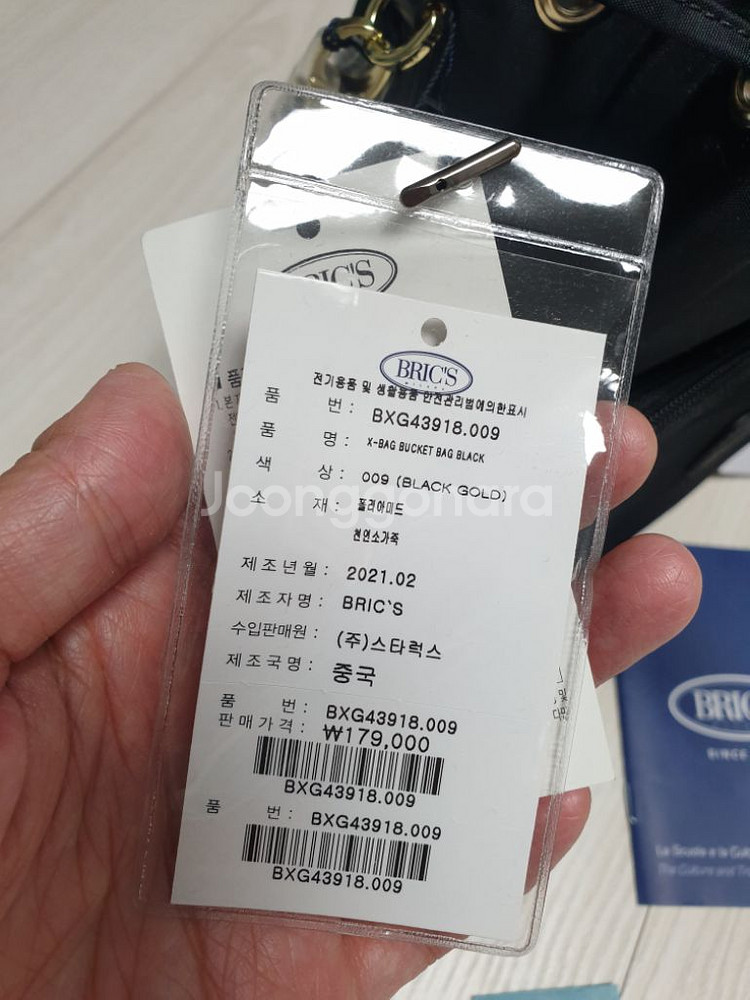 BRIC'S
BRIC'S
MILANO
전기용품 및 생활용품 안전관리법에의한표시
품 번 : BXG43918.009
품 명 : X-BAG BUCKET BAG BLACK
색 상 : 009 (BLACK GOLD)
소 재 : 폴리아미드
천연소가죽
제조년월 : 2021.02
제조자명 : BRIC`S
수입판매원 : (주)스타럭스
제조국명 : 중국
품 번 : BXG43918.009
판매가격 : ₩179,000
BXG43918.009
품 번 : BXG43918.009
BXG43918.009
Joonggonara
BRIC
SINCE